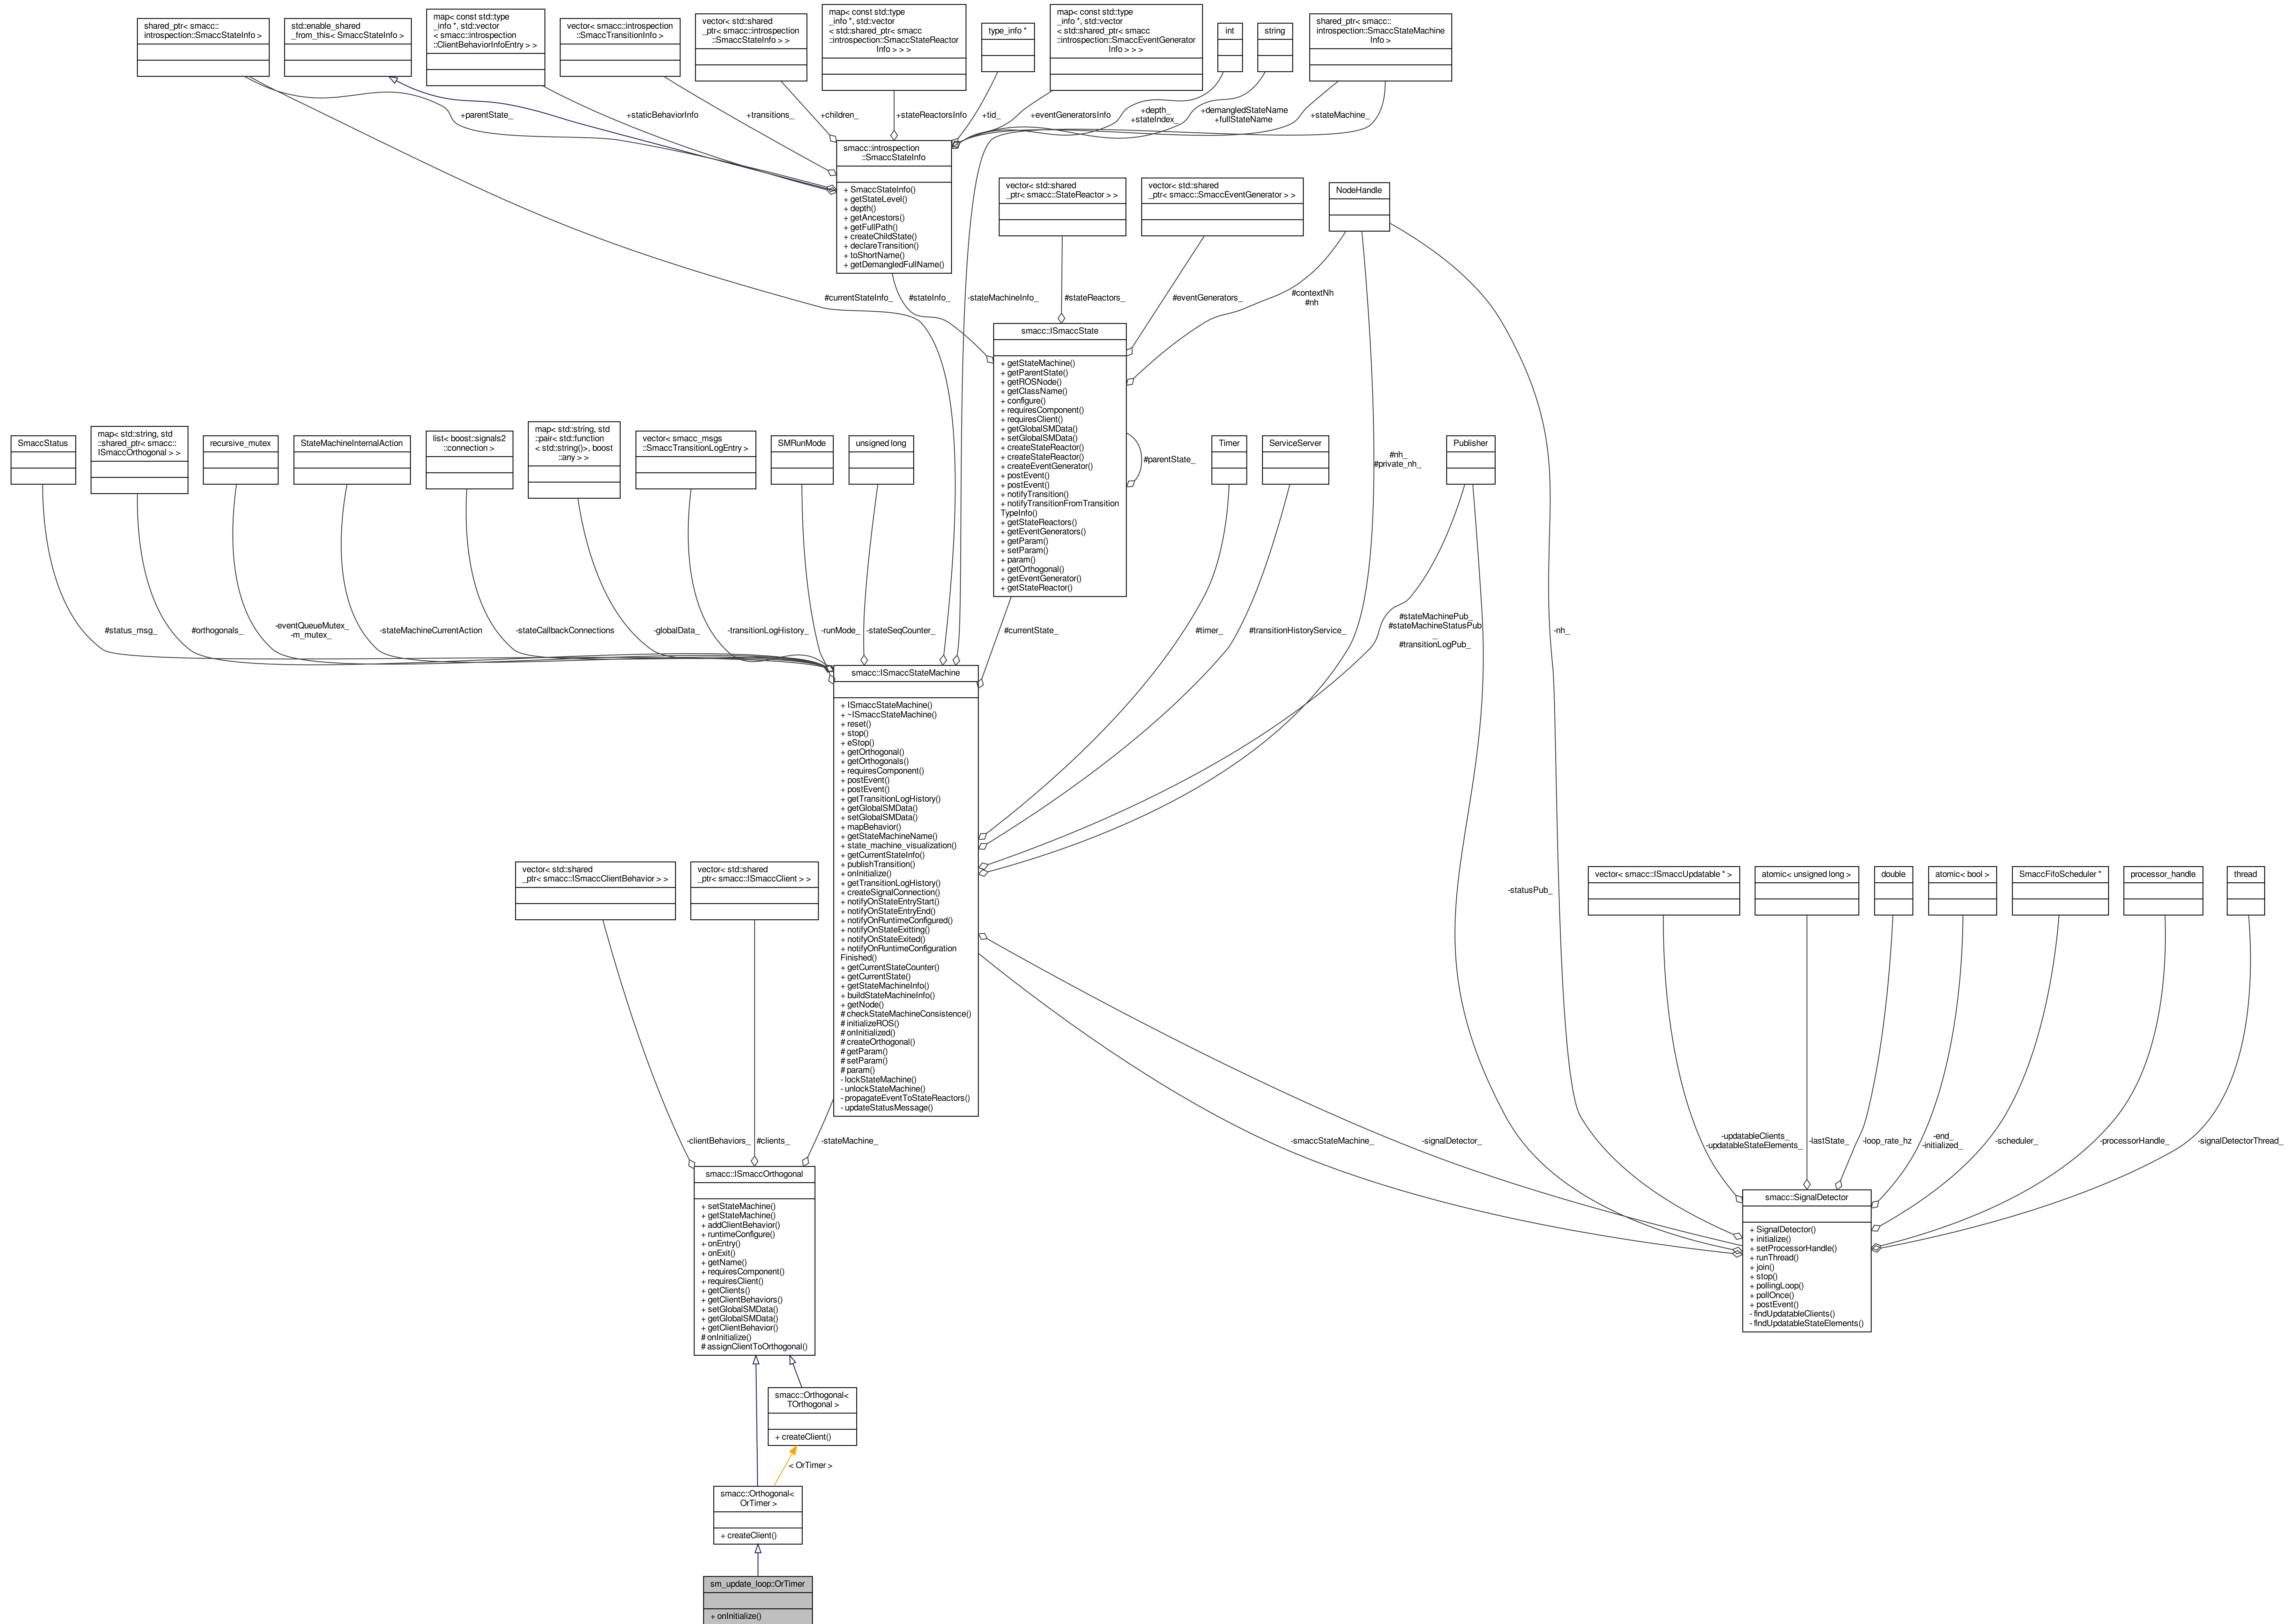 shared_ptr< smacc::
introspection::SmaccStateInfo >
std::enable_shared
_from_this< SmaccStateInfo >
map< const std::type
_info *, std::vector
< smacc::introspection
::ClientBehaviorInfoEntry > >
vector< smacc::introspection
::SmaccTransitionInfo >
vector< std::shared
_ptr< smacc::introspection
::SmaccStateInfo > >
map< const std::type
_info *, std::vector
< std::shared_ptr< smacc
::introspection::SmaccStateReactor
Info > > >
type_info *
map< const std::type
_info *, std::vector
< std::shared_ptr< smacc
::introspection::SmaccEventGenerator
Info > > >
int
string
shared_ptr< smacc::
introspection::SmaccStateMachine
Info >
+parentState_
+staticBehaviorInfo
+transitions_
+children_
+stateReactorsInfo
+tid_
+eventGeneratorsInfo
+depth_
+stateIndex_
+demangledStateName
+fullStateName
+stateMachine_
smacc::introspection
::SmaccStateInfo
+ SmaccStateInfo()
+ getStateLevel()
+ depth()
+ getAncestors()
+ getFullPath()
+ createChildState()
+ declareTransition()
+ toShortName()
+ getDemangledFullName()
vector< std::shared
_ptr< smacc::StateReactor > >
vector< std::shared
_ptr< smacc::SmaccEventGenerator > >
NodeHandle
#currentStateInfo_
#stateInfo_
-stateMachineInfo_
#stateReactors_
#eventGenerators_
#contextNh
#nh
smacc::ISmaccState
+ getStateMachine()
+ getParentState()
+ getROSNode()
+ getClassName()
+ configure()
+ requiresComponent()
+ requiresClient()
+ getGlobalSMData()
+ setGlobalSMData()
+ createStateReactor()
+ createStateReactor()
+ createEventGenerator()
+ postEvent()
+ postEvent()
+ notifyTransition()
+ notifyTransitionFromTransition
TypeInfo()
+ getStateReactors()
+ getEventGenerators()
+ getParam()
+ setParam()
+ param()
+ getOrthogonal()
+ getEventGenerator()
+ getStateReactor()
#parentState_
SmaccStatus
map< std::string, std
::shared_ptr< smacc::
ISmaccOrthogonal > >
recursive_mutex
StateMachineInternalAction
list< boost::signals2
::connection >
map< std::string, std
::pair< std::function
< std::string()>, boost
::any > >
vector< smacc_msgs
::SmaccTransitionLogEntry >
SMRunMode
unsigned long
Timer
ServiceServer
Publisher
#nh_
#private_nh_
#status_msg_
#orthogonals_
-eventQueueMutex_
-m_mutex_
-stateMachineCurrentAction
-stateCallbackConnections
-globalData_
-transitionLogHistory_
-runMode_
-stateSeqCounter_
#currentState_
#timer_
#transitionHistoryService_
#stateMachinePub_
#stateMachineStatusPub
_
#transitionLogPub_
-nh_
smacc::ISmaccStateMachine
+ ISmaccStateMachine()
+ ~ISmaccStateMachine()
+ reset()
+ stop()
+ eStop()
+ getOrthogonal()
+ getOrthogonals()
+ requiresComponent()
+ postEvent()
+ postEvent()
+ getTransitionLogHistory()
+ getGlobalSMData()
+ setGlobalSMData()
+ mapBehavior()
+ getStateMachineName()
+ state_machine_visualization()
+ getCurrentStateInfo()
+ publishTransition()
+ onInitialize()
+ getTransitionLogHistory()
+ createSignalConnection()
+ notifyOnStateEntryStart()
+ notifyOnStateEntryEnd()
+ notifyOnRuntimeConfigured()
+ notifyOnStateExitting()
+ notifyOnStateExited()
+ notifyOnRuntimeConfiguration
Finished()
+ getCurrentStateCounter()
+ getCurrentState()
+ getStateMachineInfo()
+ buildStateMachineInfo()
+ getNode()
# checkStateMachineConsistence()
# initializeROS()
# onInitialized()
# createOrthogonal()
# getParam()
# setParam()
# param()
- lockStateMachine()
- unlockStateMachine()
- propagateEventToStateReactors()
- updateStatusMessage()
vector< std::shared
_ptr< smacc::ISmaccClientBehavior > >
vector< std::shared
_ptr< smacc::ISmaccClient > >
-statusPub_
vector< smacc::ISmaccUpdatable * >
atomic< unsigned long >
double
atomic< bool >
SmaccFifoScheduler *
processor_handle
thread
-clientBehaviors_
#clients_
-stateMachine_
-smaccStateMachine_
-signalDetector_
-updatableClients_
-updatableStateElements_
-lastState_
-loop_rate_hz
-end_
-initialized_
-scheduler_
-processorHandle_
-signalDetectorThread_
smacc::ISmaccOrthogonal
+ setStateMachine()
+ getStateMachine()
+ addClientBehavior()
+ runtimeConfigure()
+ onEntry()
+ onExit()
+ getName()
+ requiresComponent()
+ requiresClient()
+ getClients()
+ getClientBehaviors()
+ setGlobalSMData()
+ getGlobalSMData()
+ getClientBehavior()
# onInitialize()
# assignClientToOrthogonal()
smacc::SignalDetector
+ SignalDetector()
+ initialize()
+ setProcessorHandle()
+ runThread()
+ join()
+ stop()
+ pollingLoop()
+ pollOnce()
+ postEvent()
- findUpdatableClients()
- findUpdatableStateElements()
smacc::Orthogonal<
TOrthogonal >
+ createClient()
< OrTimer >
smacc::Orthogonal<
OrTimer >
+ createClient()
sm_update_loop::OrTimer
+ onInitialize()